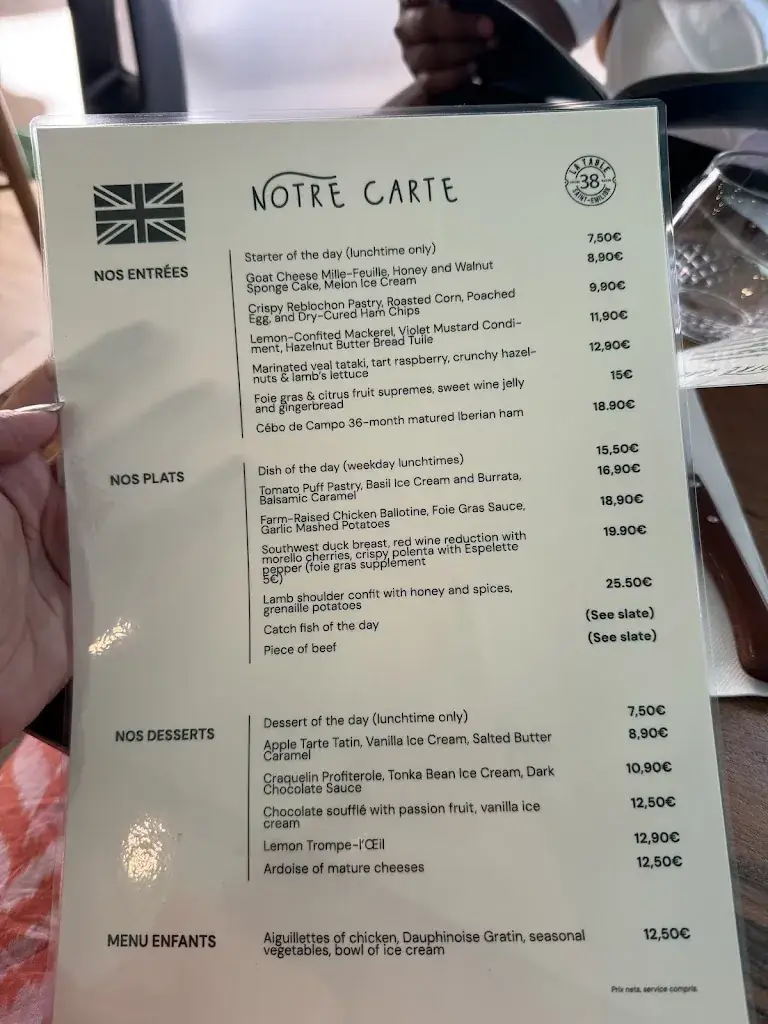 NOTRE CARTE
LA TABLE
38
SAINT-EMILION
NOS ENTRÉES
Starter of the day (lunchtime only) 7,50€
Goat Cheese Mille-Feuille, Honey and Walnut 8,90€
Sponge Cake, Melon Ice Cream
Crispy Reblochon Pastry, Roasted Corn, Poached 9,90€
Egg, and Dry-Cured Ham Chips
Lemon-Confited Mackerel, Violet Mustard Condi- 11,90€
ment, Hazelnut Butter Bread Tuile
Marinated veal tataki, tart raspberry, crunchy hazel- 12,90€
nuts & lamb's lettuce
Foie gras & citrus fruit supremes, sweet wine jelly 15€
and gingerbread
Cébo de Campo 36-month matured Iberian ham 18.90€
NOS PLATS
Dish of the day (weekday lunchtimes) 15,50€
Tomato Puff Pastry, Basil Ice Cream and Burrata, 16,90€
Balsamic Caramel
Farm-Raised Chicken Ballotine, Foie Gras Sauce, 18,90€
Garlic Mashed Potatoes
Southwest duck breast, red wine reduction with 19.90€
morello cherries, crispy polenta with Espelette
pepper (foie gras supplément
5€)
Lamb shoulder confit with honey and spices, 25.50€
grenaille potatoes
Catch fish of the day (See slate)
Piece of beef (See slate)
NOS DESSERTS
Dessert of the day (lunchtime only) 7,50€
Apple Tarte Tatin, Vanilla Ice Cream, Salted Butter 8,90€
Caramel
Craquelin Profiterole, Tonka Bean Ice Cream, Dark 10,90€
Chocolate Sauce
Chocolate soufflé with passion fruit, vanilla ice 12,50€
cream
Lemon Trompe-l'Œil 12,90€
Ardoise of mature cheeses 12,50€
MENU ENFANTS
Aiguillettes of chicken, Dauphinoise Gratin, seasonal 12,50€
vegetables, bowl of ice cream
Prix nets, service compris.